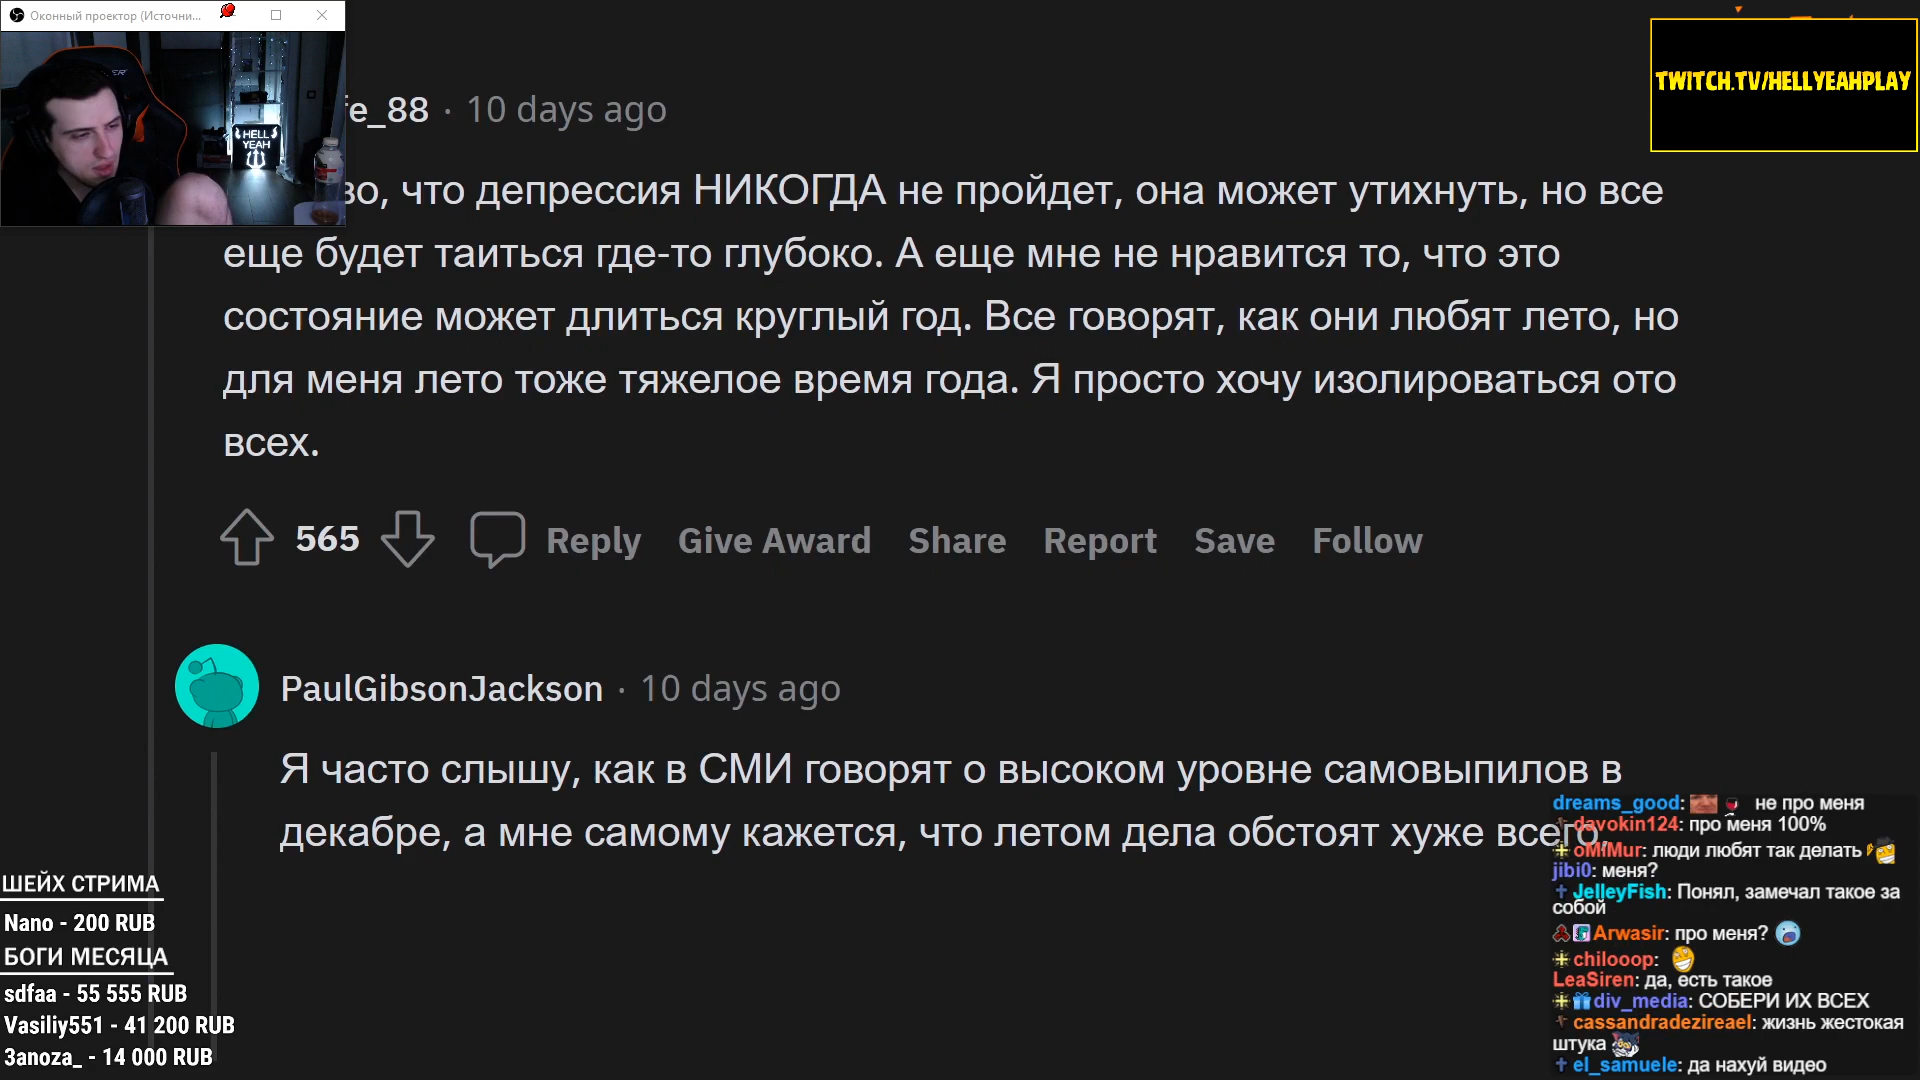 Оконный проектор (Источни...
TWITCH.TV/HELLYEAHPLAY
HELL
YEAH
fe_88 · 10 days ago
во, что депрессия НИКОГДА не пройдет, она может утихнуть, но все
еще будет таиться где-то глубоко. А еще мне не нравится то, что это
состояние может длиться круглый год. Все говорят, как они любят лето, но
для меня лето тоже тяжелое время года. Я просто хочу изолироваться ото
всех.
565 Reply Give Award Share Report Save Follow
PaulGibsonJackson · 10 days ago
Я часто слышу, как в СМИ говорят о высоком уровне самовыпилов в
декабре, а мне самому кажется, что летом дела обстоят хуже всего,
ШЕЙХ СТРИМА
Nano - 200 RUB
БОГИ МЕСЯЦА
sdfaa - 55 555 RUB
Vasiliy551 - 41 200 RUB
3anoza_ - 14 000 RUB
dreams_good: не про меня
davokin124: про меня 100%
oMiMur: люди любят так делать
jibi0: меня?
JelleyFish: Понял, замечал такое за
собой
Arwasir: про меня?
chilooop:
LeaSiren: да, есть такое
div_media: СОБЕРИ ИХ ВСЕХ
cassandradezireael: жизнь жестокая
штука
el_samuele: да нахуй видео